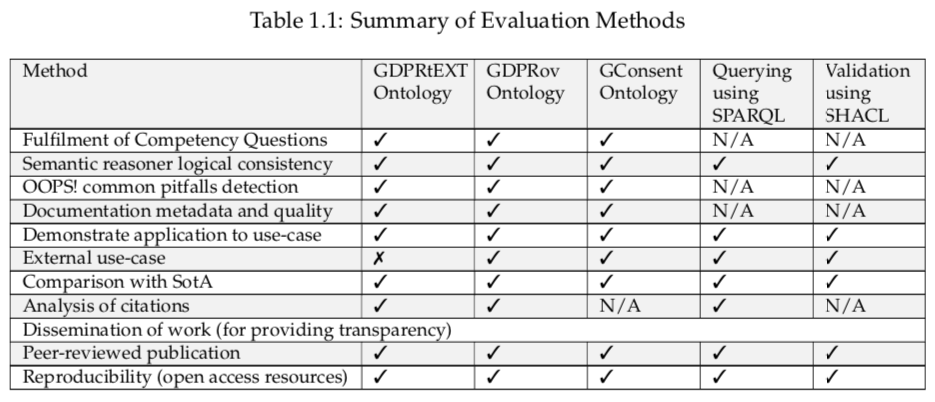 Table 1.1: Summary of Evaluation Methods
Method GDPRtEXT Ontology GDPRov Ontology GConsent Ontology Querying using SPARQL Validation using SHACL
Fulfilment of Competency Questions ✓ ✓ ✓ N/A N/A
Semantic reasoner logical consistency ✓ ✓ ✓ ✓ ✓
OOPS! common pitfalls detection ✓ ✓ ✓ N/A N/A
Documentation metadata and quality ✓ ✓ ✓ N/A N/A
Demonstrate application to use-case ✓ ✓ ✓ ✓ ✓
External use-case ✗ ✓ ✓ ✓ ✓
Comparison with SotA ✓ ✓ ✓ ✓ ✓
Analysis of citations ✓ ✓ N/A ✓ N/A
Dissemination of work (for providing transparency)
Peer-reviewed publication ✓ ✓ ✓ ✓ ✓
Reproducibility (open access resources) ✓ ✓ ✓ ✓ ✓